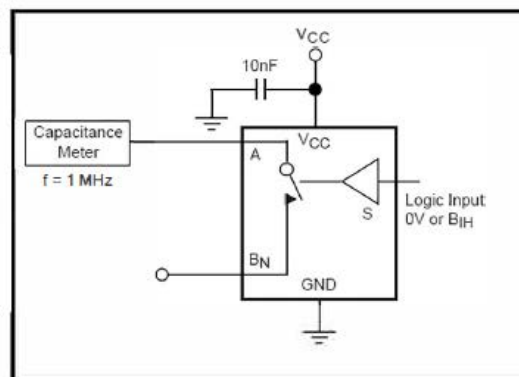 VCC
10nF
Capacitance
Meter
f = 1 MHz
A
VCC
Logic Input
0V or BIH
S
BN
GND